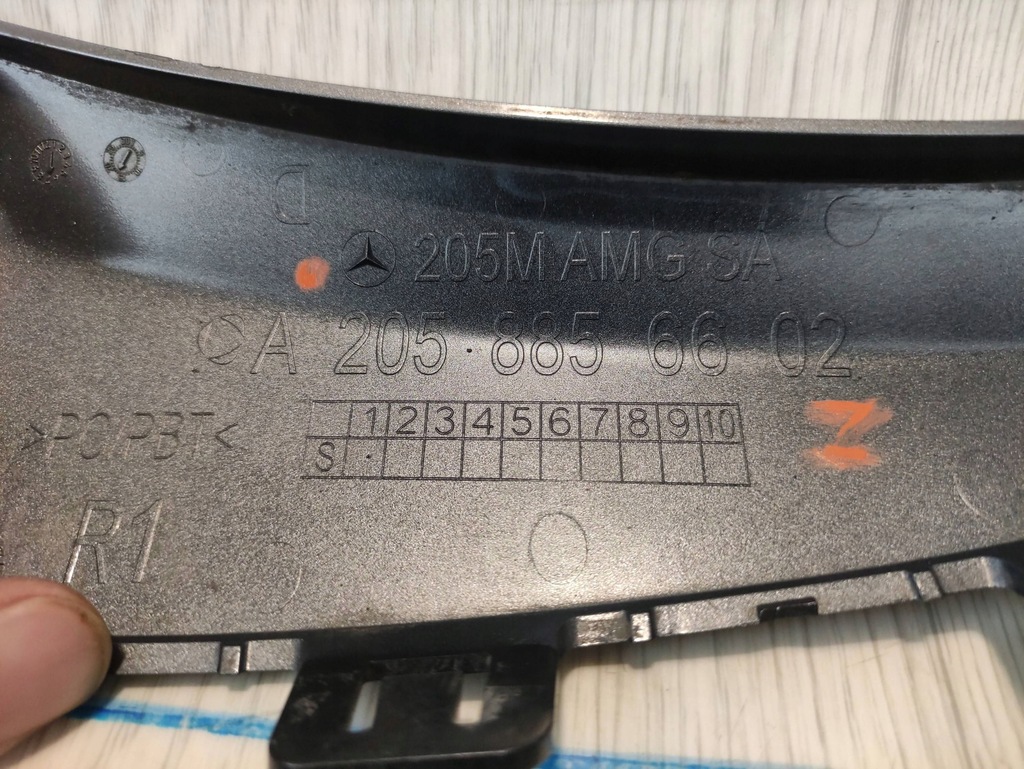 D
205M AMG SA
A 205 885 66 02
1 2 3 4 5 6 7 8 9 10
>PC PBT<
S
R1